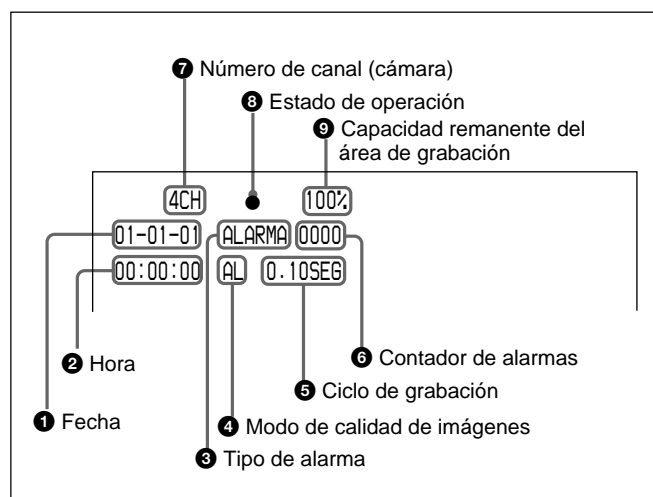 ❼ Número de canal (cámara)
❽ Estado de operación
❾ Capacidad remanente del
área de grabación
4CH ● 100%
01-01-01 ALARMA 0000
00:00:00 AL 0.10SEG
❻ Contador de alarmas
❷ Hora
❺ Ciclo de grabación
❶ Fecha
❹ Modo de calidad de imágenes
❸ Tipo de alarma